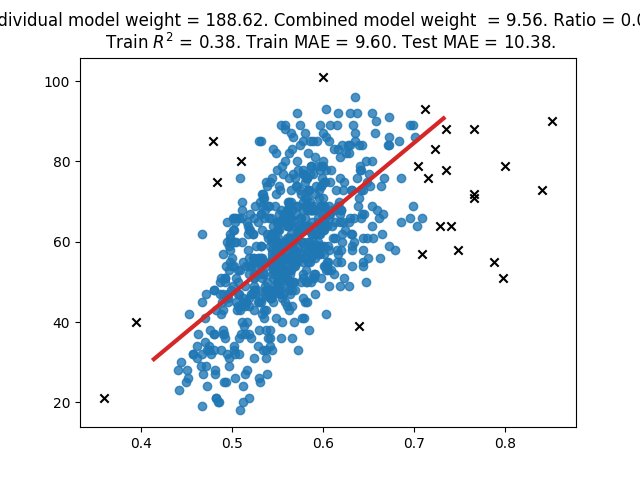 dividual model weight = 188.62. Combined model weight = 9.56. Ratio = 0.0
Train R² = 0.38. Train MAE = 9.60. Test MAE = 10.38.
100
80
60
40
20
0.4 0.5 0.6 0.7 0.8